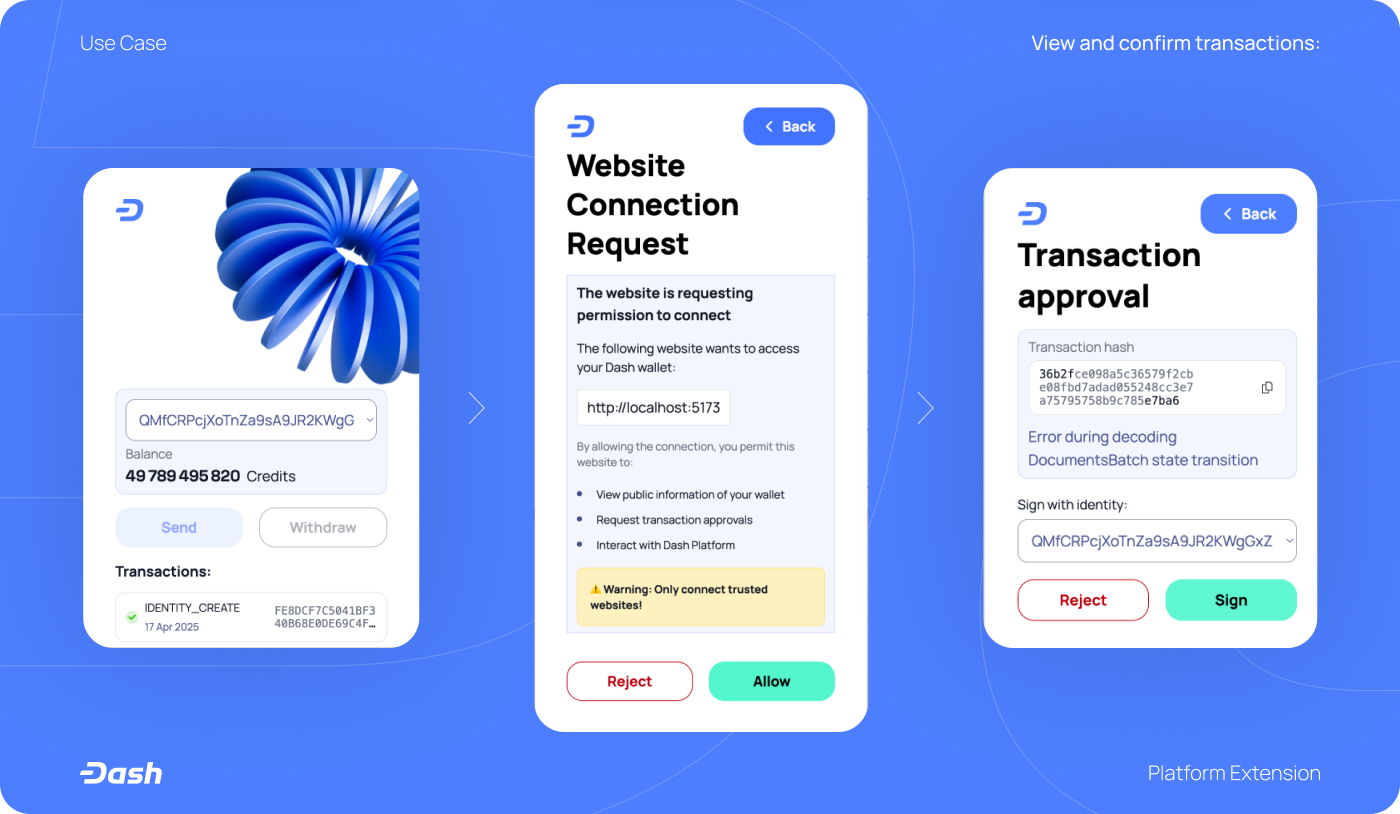 Use Case
View and confirm transactions:
QMfCRPcjXoTnZa9sA9JR2KWgG
Balance
49 789 495 820 Credits
Send
Withdraw
Transactions:
IDENTITY_CREATE
17 Apr 2025
FE8DCF7C5041BF3
40B68E0DE69C4F…
Back
Website
Connection
Request
The website is requesting
permission to connect
The following website wants to access
your Dash wallet:
http://localhost:5173
By allowing the connection, you permit this
website to:
• View public information of your wallet
• Request transaction approvals
• Interact with Dash Platform
⚠️ Warning: Only connect trusted
websites!
Reject
Allow
Back
Transaction
approval
Transaction hash
36b2fce098a5c36579f2cb
e08fbd7adad055248cc3e7
a75795758b9c785e7ba6
Error during decoding
DocumentsBatch state transition
Sign with identity:
QMfCRPcjXoTnZa9sA9JR2KWgGxZ
Reject
Sign
Dash
Platform Extension